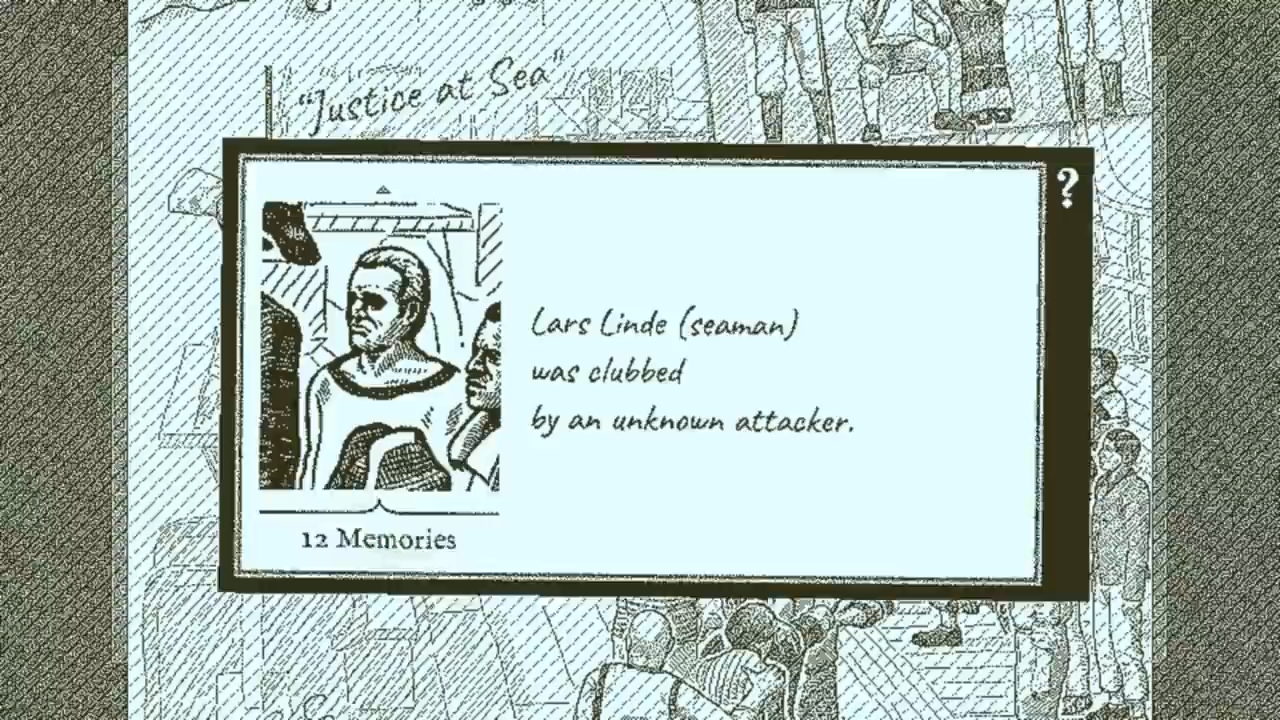 "Justice at Sea"
?
Lars Linde (seaman)
was clubbed
by an unknown attacker.
12 Memories